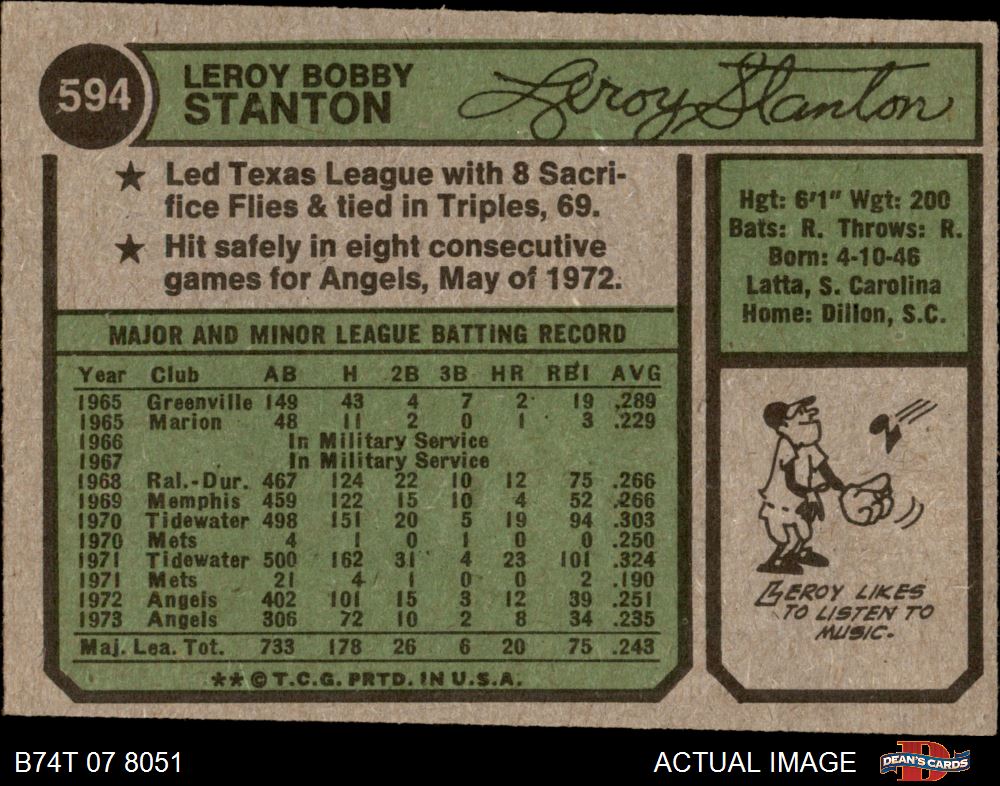 594
LEROY BOBBY
STANTON
Leroy Stanton
★ Led Texas League with 8 Sacri-
fice Flies & tied in Triples, 69.
★ Hit safely in eight consecutive
games for Angels, May of 1972.
Hgt: 6'1" Wgt: 200
Bats: R. Throws: R.
Born: 4-10-46
Latta, S. Carolina
Home: Dillon, S.C.
MAJOR AND MINOR LEAGUE BATTING RECORD
Year Club AB H 2B 3B HR RBI AVG
1965 Greenville 149 43 4 7 2 19 .289
1965 Marion 48 11 2 0 1 3 .229
1966 In Military Service
1967 In Military Service
1968 Ral.-Dur. 467 124 22 10 12 75 .266
1969 Memphis 459 122 15 10 4 52 .266
1970 Tidewater 498 151 20 5 19 94 .303
1970 Mets 4 1 0 1 0 0 .250
1971 Tidewater 500 162 31 4 23 101 .324
1971 Mets 21 4 1 0 0 2 .190
1972 Angels 402 101 15 3 12 39 .251
1973 Angels 306 72 10 2 8 34 .235
Maj. Lea. Tot. 733 178 26 6 20 75 .243
** © T.C.G. PRTD. IN U.S.A.
LEROY LIKES
TO LISTEN TO
MUSIC.
B74T 07 8051
ACTUAL IMAGE
DEAN'S CARDS